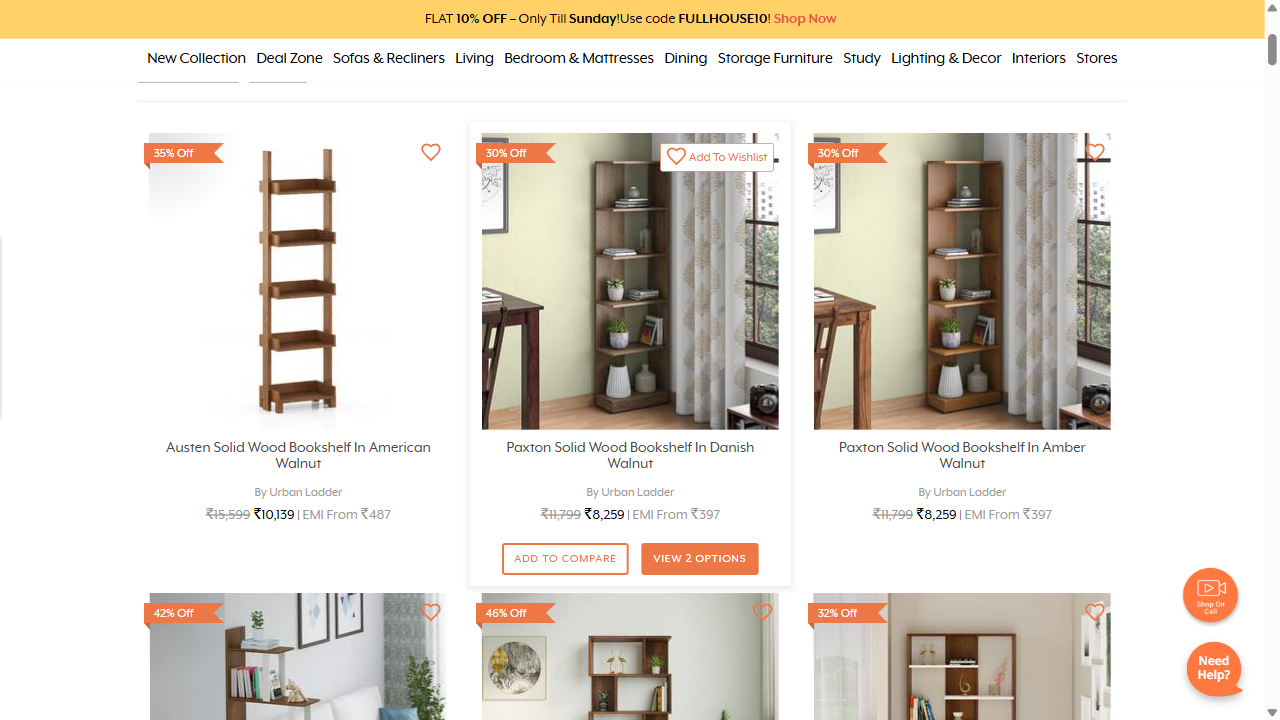 FLAT 10% OFF – Only Till Sunday!Use code FULLHOUSE10! Shop Now
New Collection Deal Zone Sofas & Recliners Living Bedroom & Mattresses Dining Storage Furniture Study Lighting & Decor Interiors Stores
35% Off
30% Off
Add To Wishlist
30% Off
Austen Solid Wood Bookshelf In American
Walnut
By Urban Ladder
₹15,599 ₹10,139 | EMI From ₹487
Paxton Solid Wood Bookshelf In Danish
Walnut
By Urban Ladder
₹11,799 ₹8,259 | EMI From ₹397
ADD TO COMPARE
VIEW 2 OPTIONS
Paxton Solid Wood Bookshelf In Amber
Walnut
By Urban Ladder
₹11,799 ₹8,259 | EMI From ₹397
42% Off
46% Off
32% Off
Shop On
Call
Need
Help?